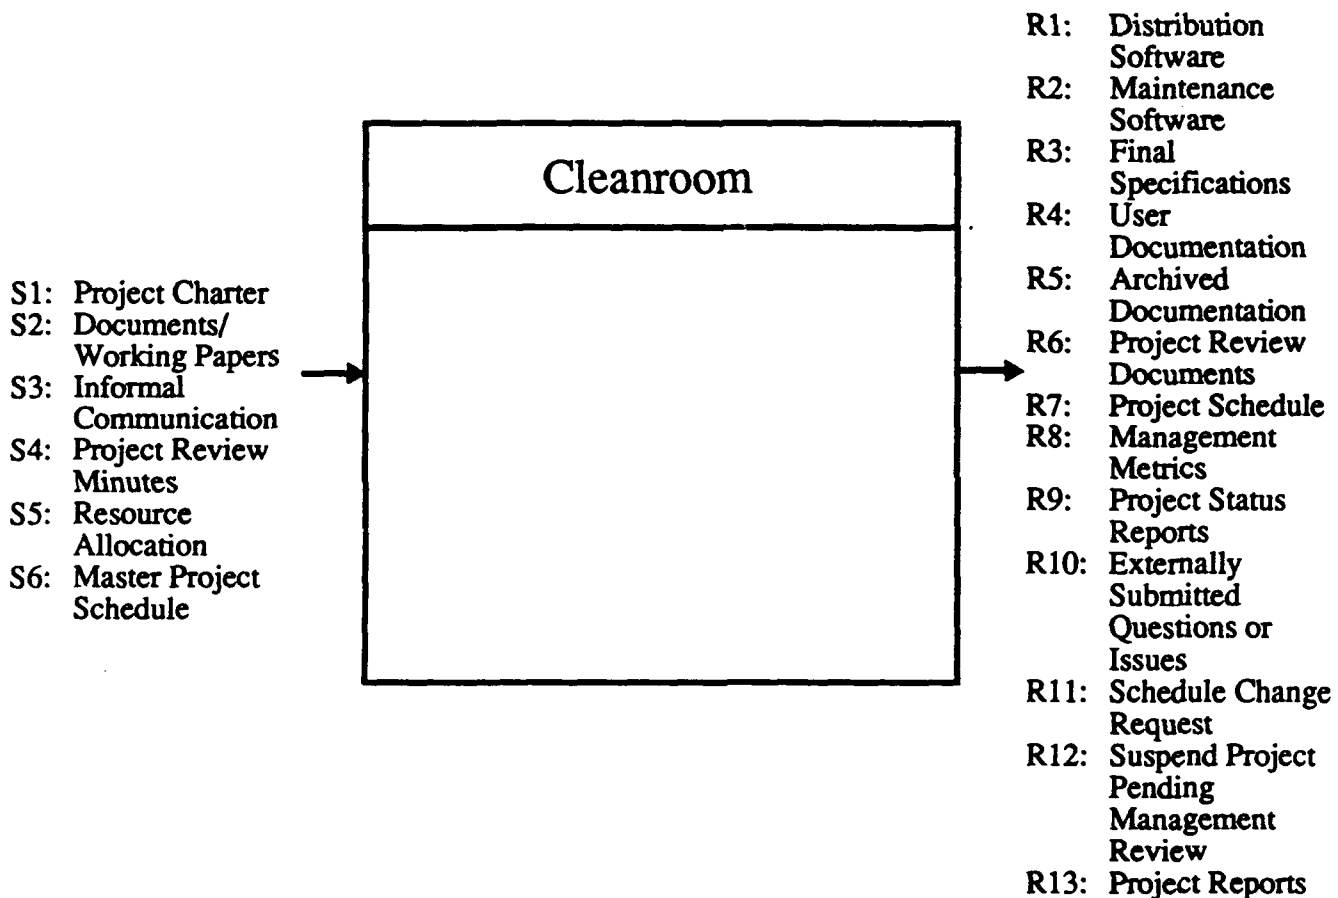 Cleanroom
S1: Project Charter
S2: Documents/
Working Papers
S3: Informal
Communication
S4: Project Review
Minutes
S5: Resource
Allocation
S6: Master Project
Schedule
R1: Distribution
Software
R2: Maintenance
Software
R3: Final
Specifications
R4: User
Documentation
R5: Archived
Documentation
R6: Project Review
Documents
R7: Project Schedule
R8: Management
Metrics
R9: Project Status
Reports
R10: Externally
Submitted
Questions or
Issues
R11: Schedule Change
Request
R12: Suspend Project
Pending
Management
Review
R13: Project Reports